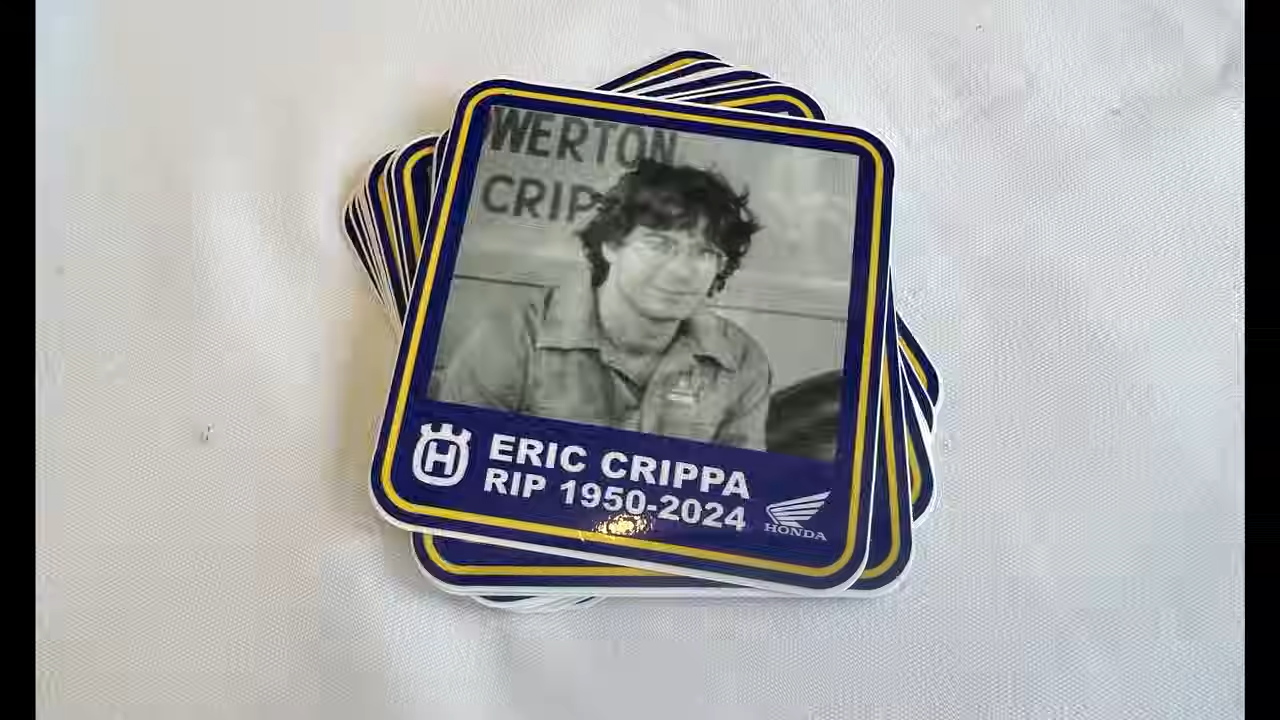 WERTON
CRIP
ERIC CRIPPA
RIP 1950-2024
H
HONDA